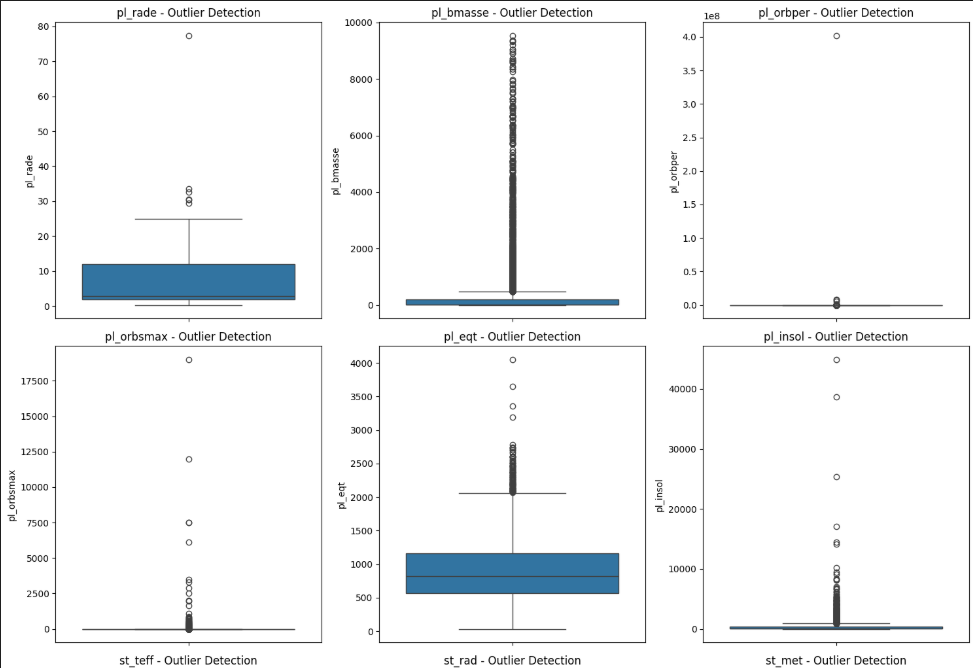 pl_rade - Outlier Detection
pl_bmasse - Outlier Detection
pl_orbper - Outlier Detection
80
70
60
50
40
30
20
10
0
pl_rade
10000
8000
6000
4000
2000
0
pl_bmasse
1e8
4.0
3.5
3.0
2.5
2.0
1.5
1.0
0.5
0.0
pl_orbper
pl_orbsmax - Outlier Detection
pl_eqt - Outlier Detection
pl_insol - Outlier Detection
17500
15000
12500
10000
7500
5000
2500
0
pl_orbsmax
4000
3500
3000
2500
2000
1500
1000
500
0
pl_eqt
40000
30000
20000
10000
0
pl_insol
st_teff - Outlier Detection
st_rad - Outlier Detection
st_met - Outlier Detection